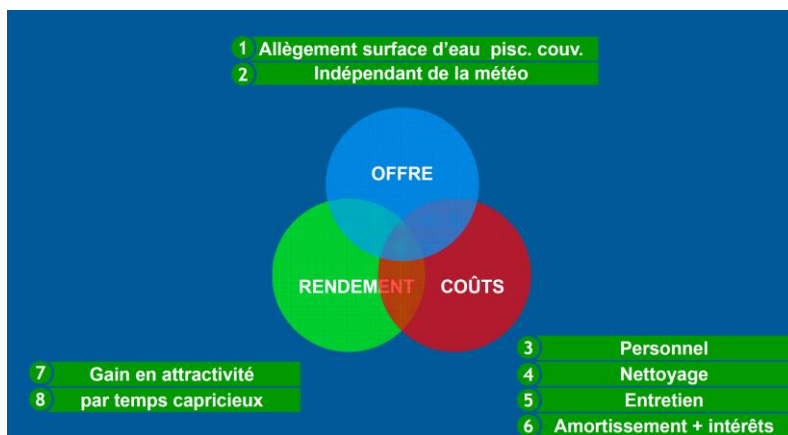 1 Allègement surface d'eau pisc. couv.
2 Indépendant de la météo
OFFRE
RENDEMENT
COÛTS
3 Personnel
4 Nettoyage
5 Entretien
6 Amortissement + intérêts
7 Gain en attractivité
8 par temps capricieux